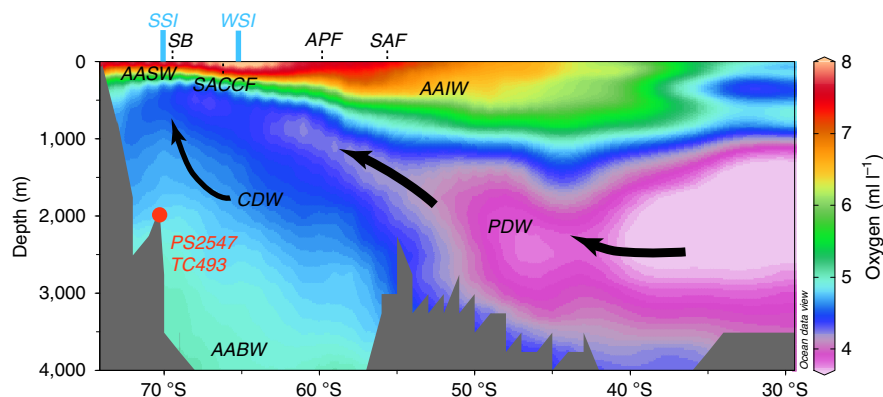 SSI
WSI
SB
APF
SAF
0
1,000
2,000
3,000
4,000
Depth (m)
AASW
SACCF
AAIW
CDW
PDW
PS2547
TC493
AABW
70 °S
60 °S
50 °S
40 °S
30 °S
Ocean data view
8
7
6
5
4
Oxygen (ml l⁻¹)